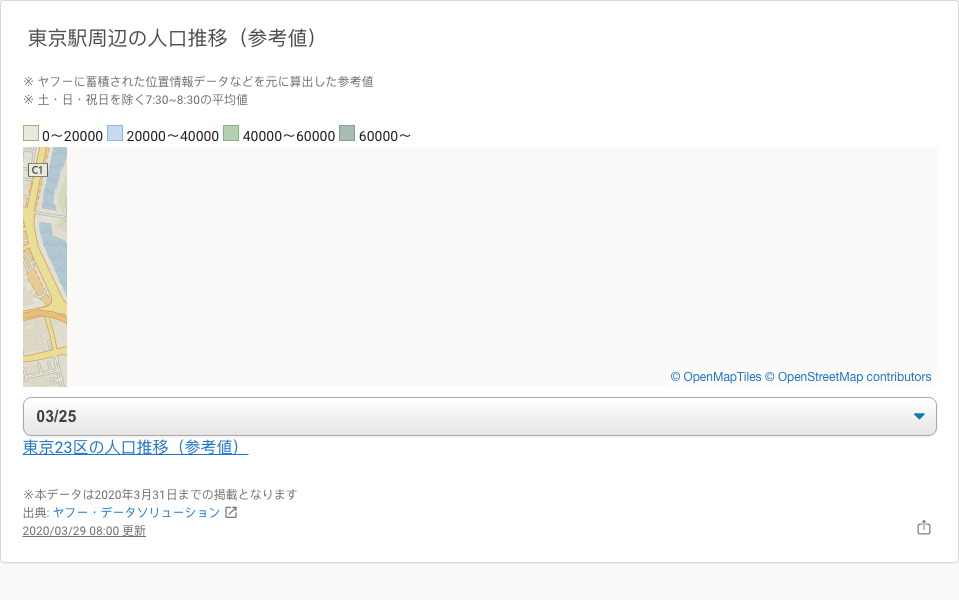 東京駅周辺の人口推移（参考値）
※ ヤフーに蓄積された位置情報データなどを元に算出した参考値
※ 土・日・祝日を除く7:30~8:30の平均値
0〜20000 20000〜40000 40000〜60000 60000〜
C1
© OpenMapTiles © OpenStreetMap contributors
03/25
東京23区の人口推移（参考値）
※本データは2020年3月31日までの掲載となります
出典: ヤフー・データソリューション
2020/03/29 08:00 更新